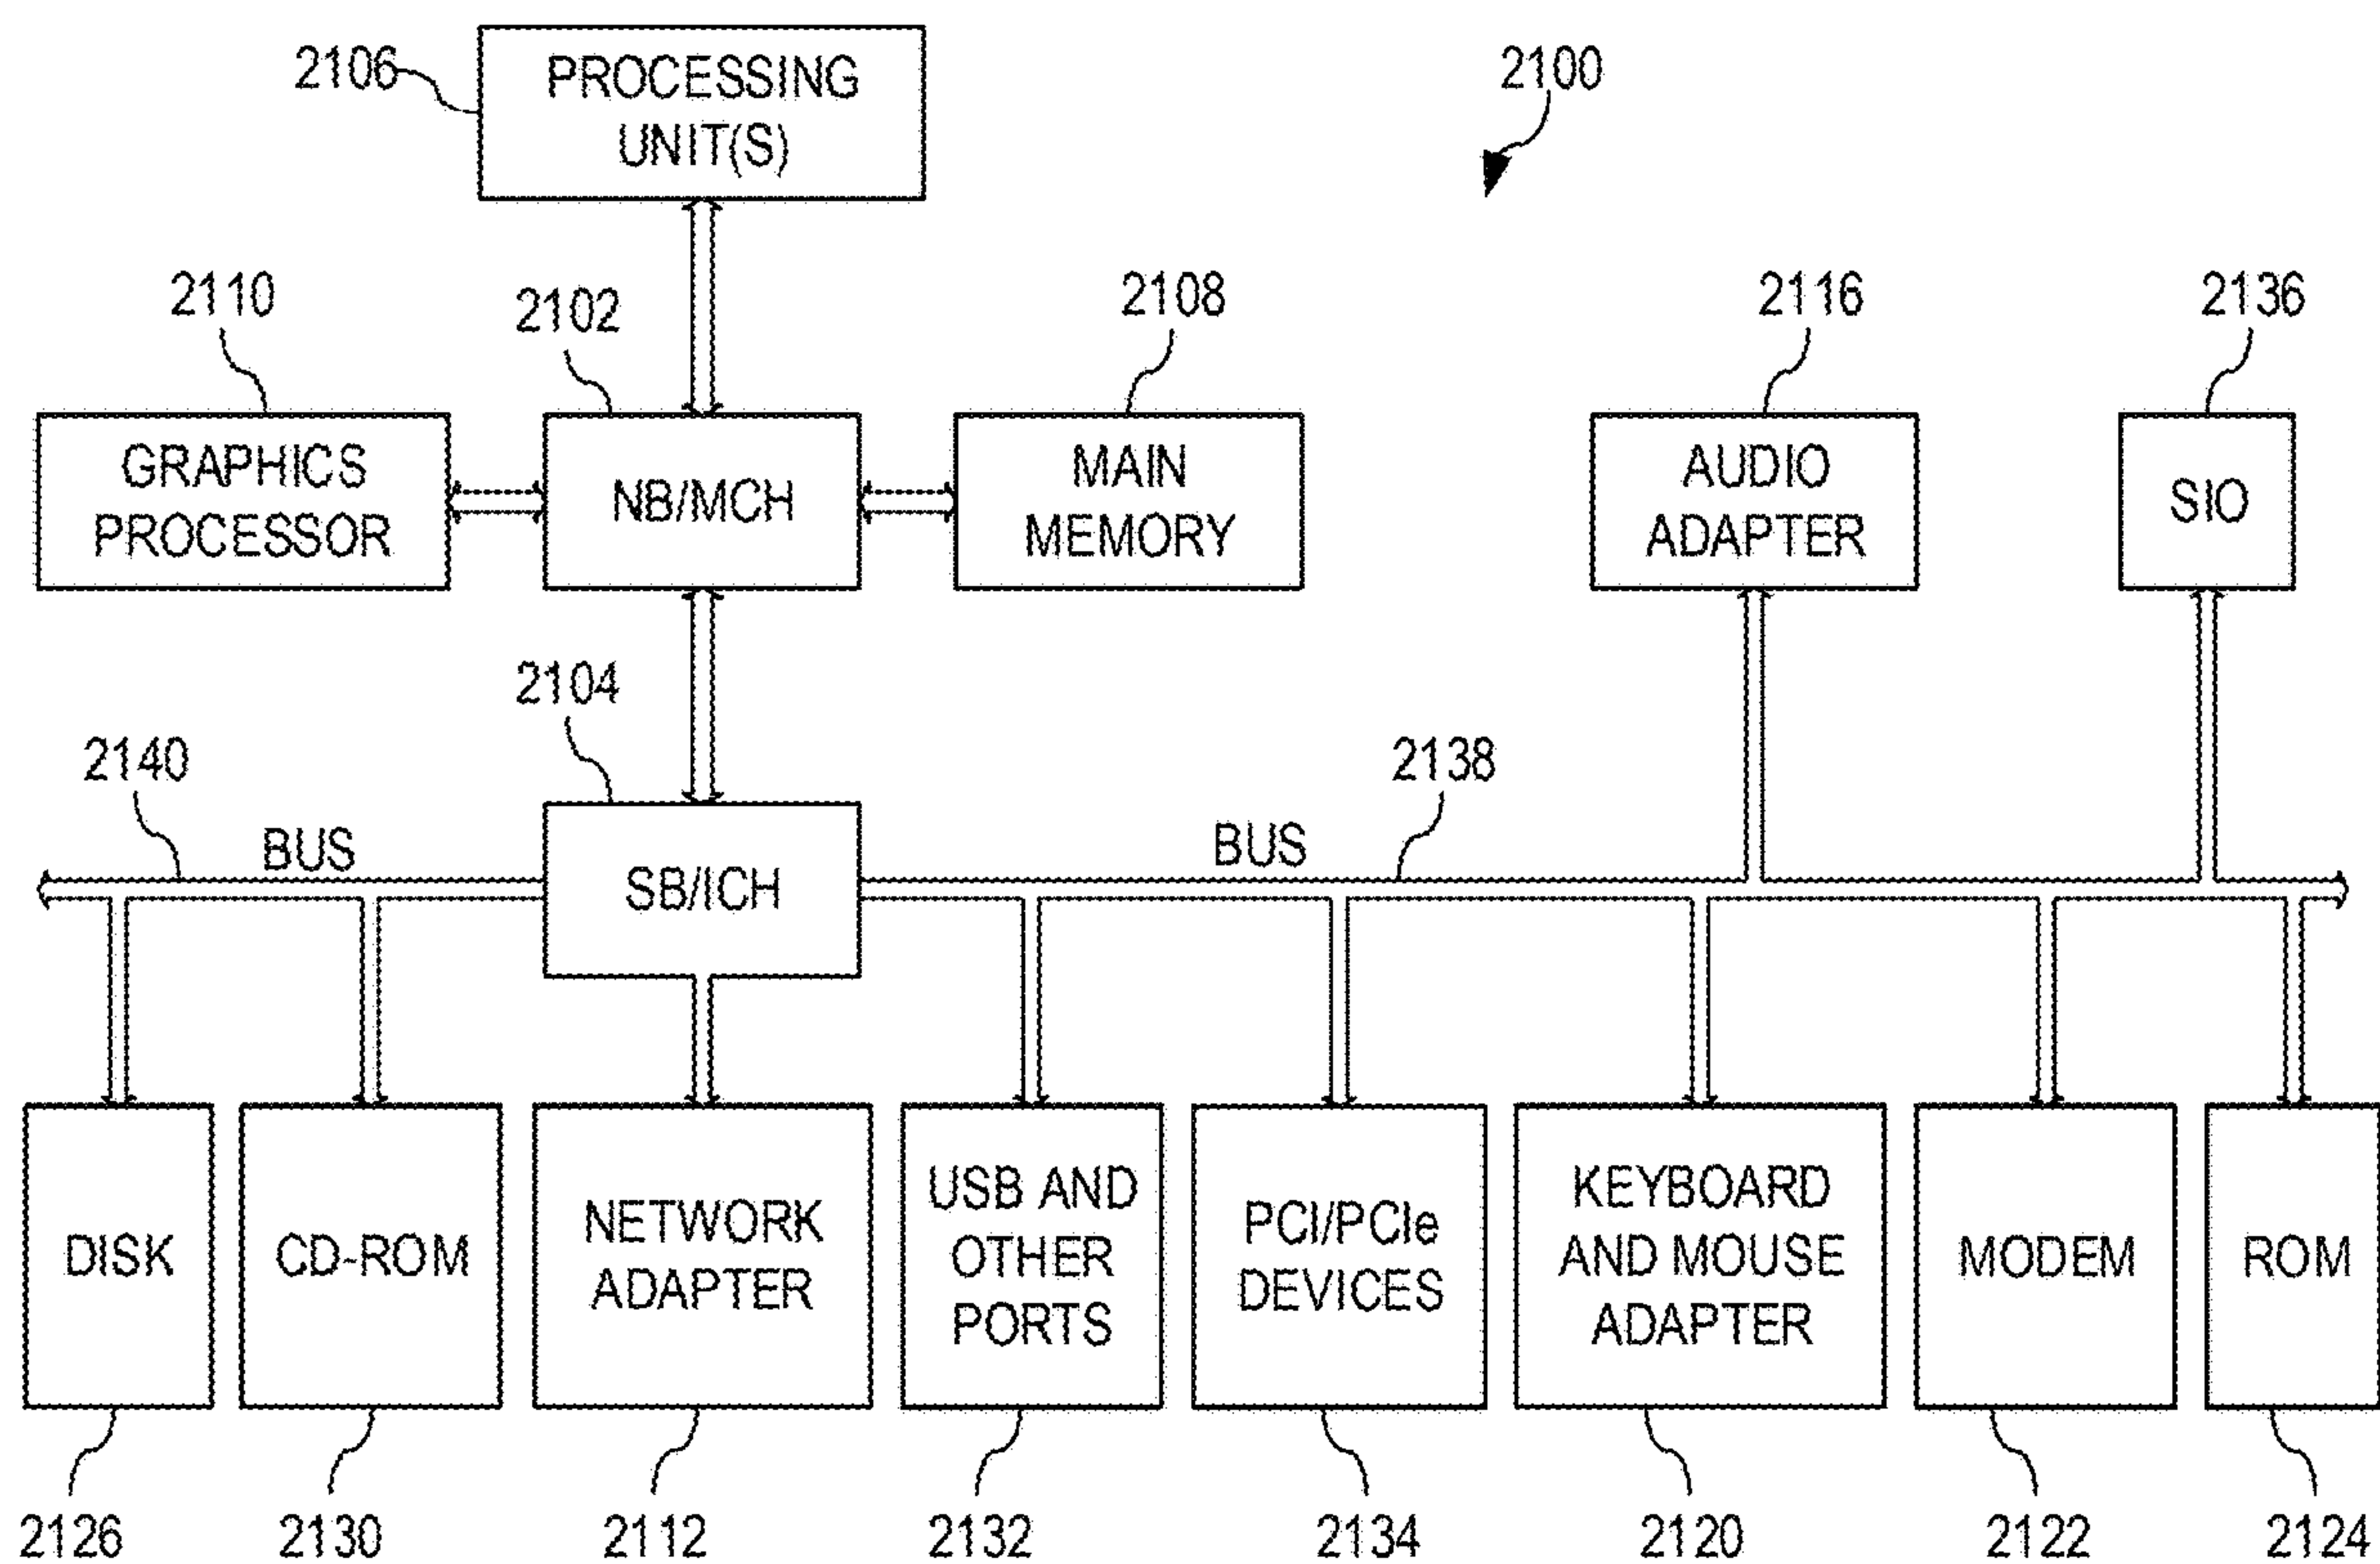 2106
PROCESSING
UNIT(S)
2100
2110
2102
2108
2116
2136
GRAPHICS
PROCESSOR
NB/MCH
MAIN
MEMORY
AUDIO
ADAPTER
SIO
2104
2140
2138
BUS
SB/ICH
BUS
DISK
CD-ROM
NETWORK
ADAPTER
USB AND
OTHER
PORTS
PCI/PCIe
DEVICES
KEYBOARD
AND MOUSE
ADAPTER
MODEM
ROM
2126
2130
2112
2132
2134
2120
2122
2124